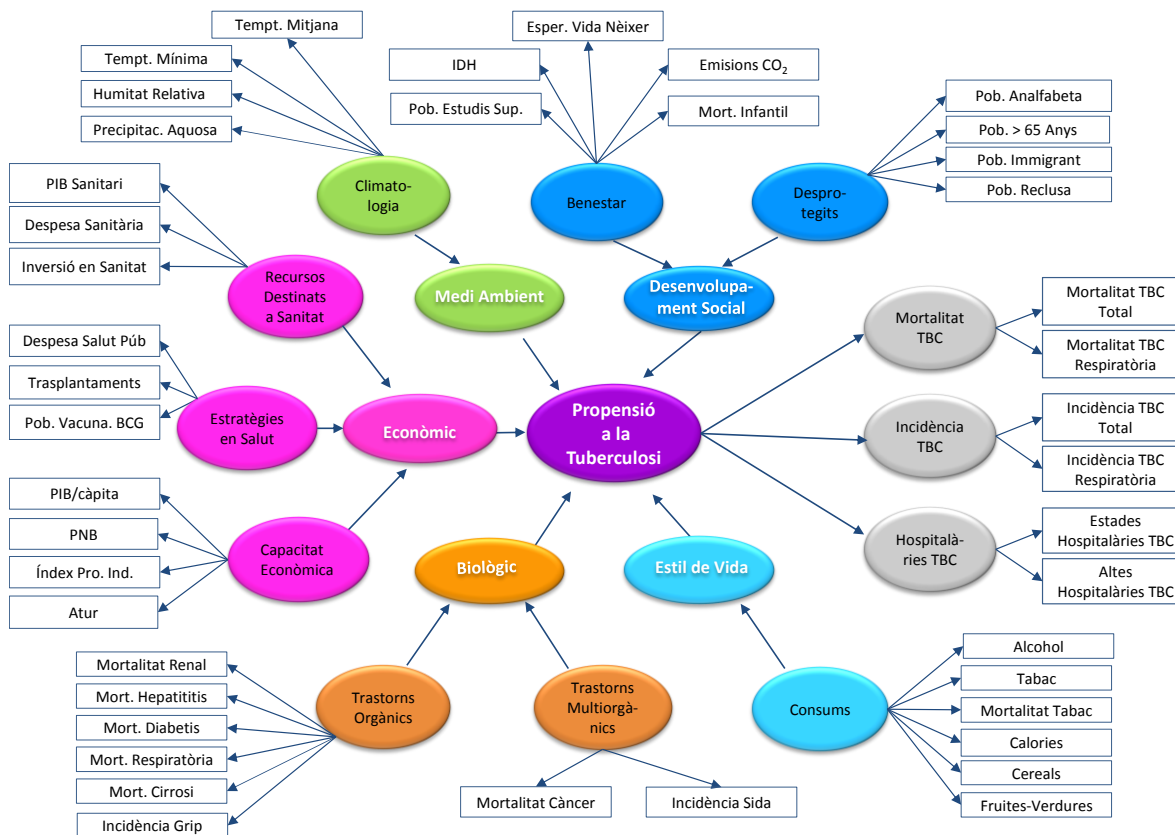 Tempt. Mitjana
Esper. Vida Nèixer
Tempt. Mínima
IDH
Emisions CO₂
Humitat Relativa
Pob. Analfabeta
Pob. Estudis Sup.
Mort. Infantil
Precipitac. Aquosa
Pob. > 65 Anys
Pob. Immigrant
Pob. Reclusa
PIB Sanitari
Despesa Sanitària
Inversió en Sanitat
Climato-
logia
Benestar
Despro-
tegits
Recursos
Destinats
a Sanitat
Medi Ambient
Desenvolupa-
ment Social
Mortalitat
TBC
Mortalitat TBC
Total
Mortalitat TBC
Respiratòria
Despesa Salut Púb
Trasplantaments
Pob. Vacuna. BCG
Estratègies
en Salut
Econòmic
Propensió
a la
Tuberculosi
Incidència
TBC
Incidència TBC
Total
Incidència TBC
Respiratòria
PIB/càpita
PNB
Índex Pro. Ind.
Atur
Capacitat
Econòmica
Biològic
Estil de Vida
Hospitalà-
ries TBC
Estades
Hospitalàries TBC
Altes
Hospitalàries TBC
Mortalitat Renal
Mort. Hepatititis
Mort. Diabetis
Mort. Respiratòria
Mort. Cirrosi
Incidència Grip
Trastorns
Orgànics
Trastorns
Multiorgà-
nics
Consums
Mortalitat Càncer
Incidència Sida
Alcohol
Tabac
Mortalitat Tabac
Calories
Cereals
Fruites-Verdures